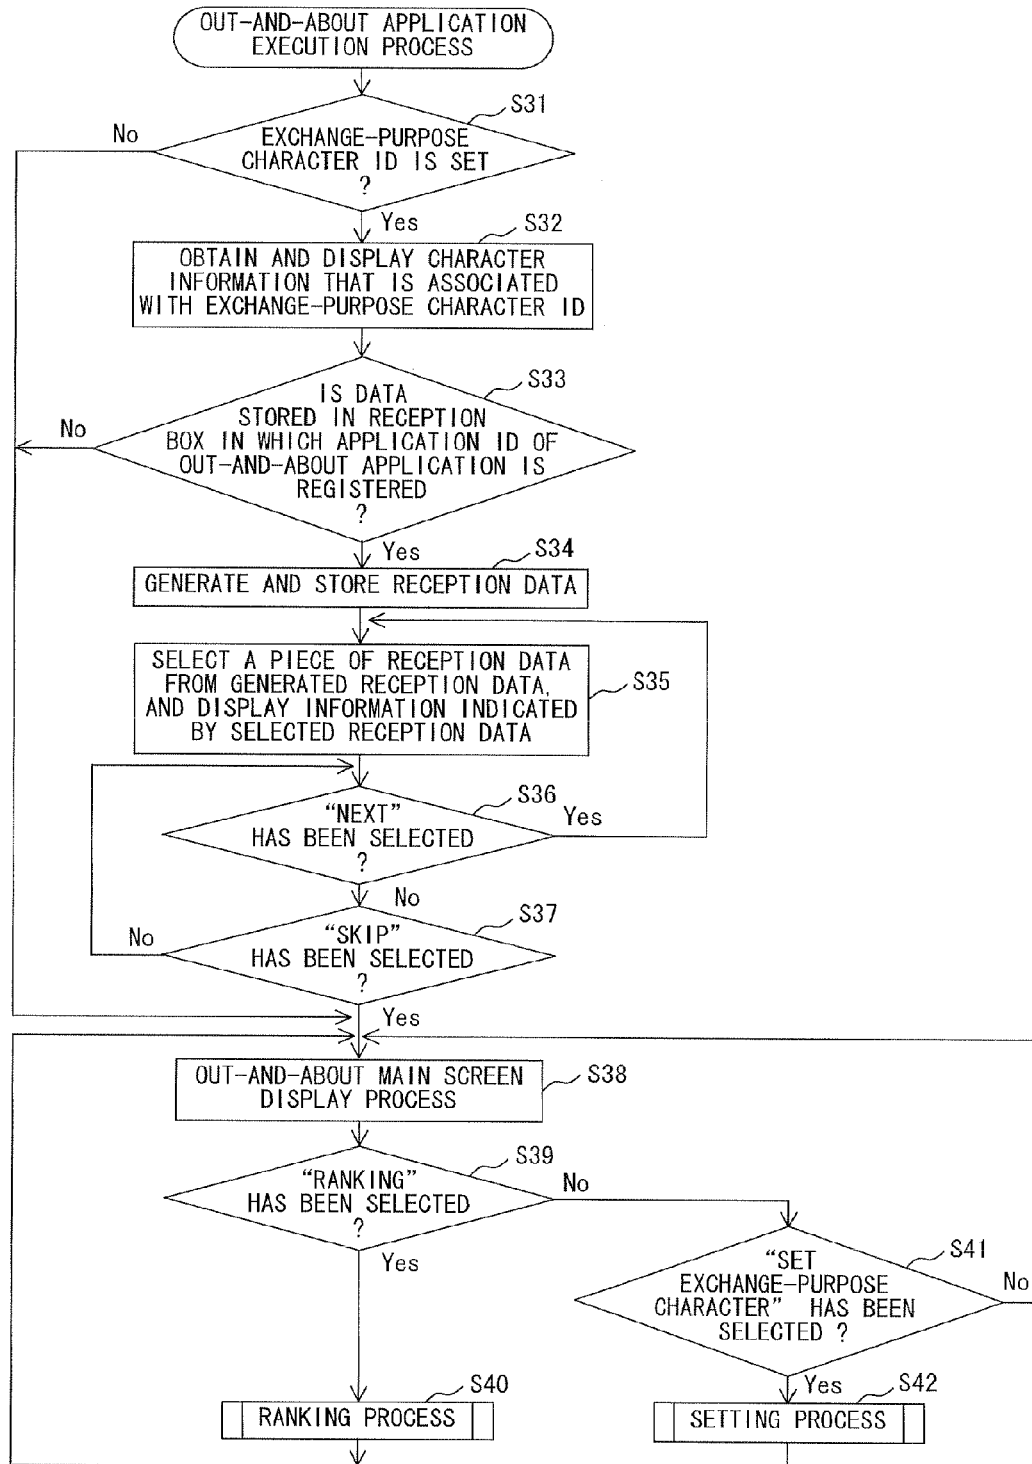 OUT-AND-ABOUT APPLICATION
EXECUTION PROCESS
S31
No
EXCHANGE-PURPOSE
CHARACTER ID IS SET
?
Yes
S32
OBTAIN AND DISPLAY CHARACTER
INFORMATION THAT IS ASSOCIATED
WITH EXCHANGE-PURPOSE CHARACTER ID
S33
No
IS DATA
STORED IN RECEPTION
BOX IN WHICH APPLICATION ID OF
OUT-AND-ABOUT APPLICATION IS
REGISTERED
?
Yes
S34
GENERATE AND STORE RECEPTION DATA
SELECT A PIECE OF RECEPTION DATA
FROM GENERATED RECEPTION DATA,
AND DISPLAY INFORMATION INDICATED
BY SELECTED RECEPTION DATA
S35
S36
“NEXT”
HAS BEEN SELECTED
?
Yes
No
S37
No
“SKIP”
HAS BEEN SELECTED
?
Yes
OUT-AND-ABOUT MAIN SCREEN
DISPLAY PROCESS
S38
S39
“RANKING”
HAS BEEN SELECTED
?
No
Yes
S41
“SET
EXCHANGE-PURPOSE
CHARACTER” HAS BEEN
SELECTED ?
No
Yes
S40
RANKING PROCESS
S42
SETTING PROCESS